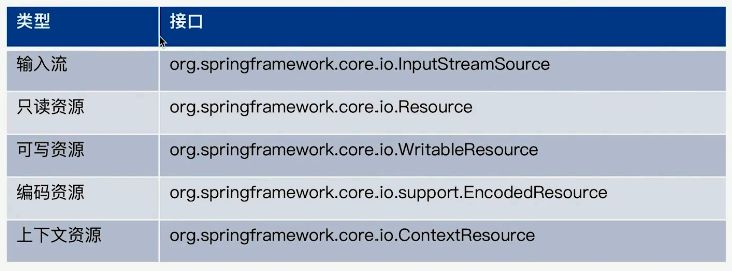 类型 接口
输入流 org.springframework.core.io.InputStreamSource
只读资源 org.springframework.core.io.Resource
可写资源 org.springframework.core.io.WritableResource
编码资源 org.springframework.core.io.support.EncodedResource
上下文资源 org.springframework.core.io.ContextResource